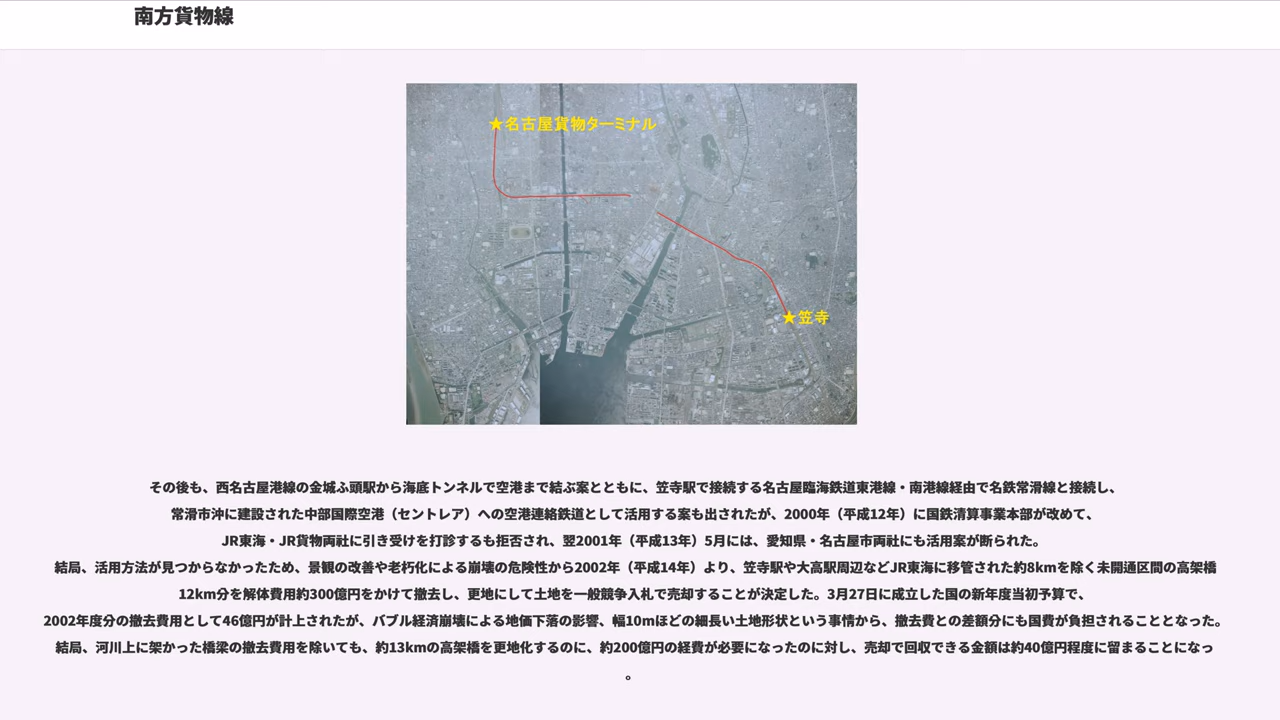 南方貨物線
★名古屋貨物ターミナル
★笠寺
その後も、西名古屋港線の金城ふ頭駅から海底トンネルで空港まで結ぶ案とともに、笠寺駅で接続する名古屋臨海鉄道東港線・南港線経由で名鉄常滑線と接続し、
常滑市沖に建設された中部国際空港（セントレア）への空港連絡鉄道として活用する案も出されたが、2000年（平成12年）に国鉄清算事業本部が改めて、
JR東海・JR貨物両社に引き受けを打診するも拒否され、翌2001年（平成13年）5月には、愛知県・名古屋市両社にも活用案が断られた。
結局、活用方法が見つからなかったため、景観の改善や老朽化による崩壊の危険性から2002年（平成14年）より、笠寺駅や大高駅周辺などJR東海に移管された約8kmを除く未開通区間の高架橋
12km分を解体費用約300億円をかけて撤去し、更地にして土地を一般競争入札で売却することが決定した。3月27日に成立した国の新年度当初予算で、
2002年度分の撤去費用として46億円が計上されたが、バブル経済崩壊による地価下落の影響、幅10mほどの細長い土地形状という事情から、撤去費との差額分にも国費が負担されることとなった。
結局、河川上に架かった橋梁の撤去費用を除いても、約13kmの高架橋を更地化するのに、約200億円の経費が必要になったのに対し、売却で回収できる金額は約40億円程度に留まることになっ
。